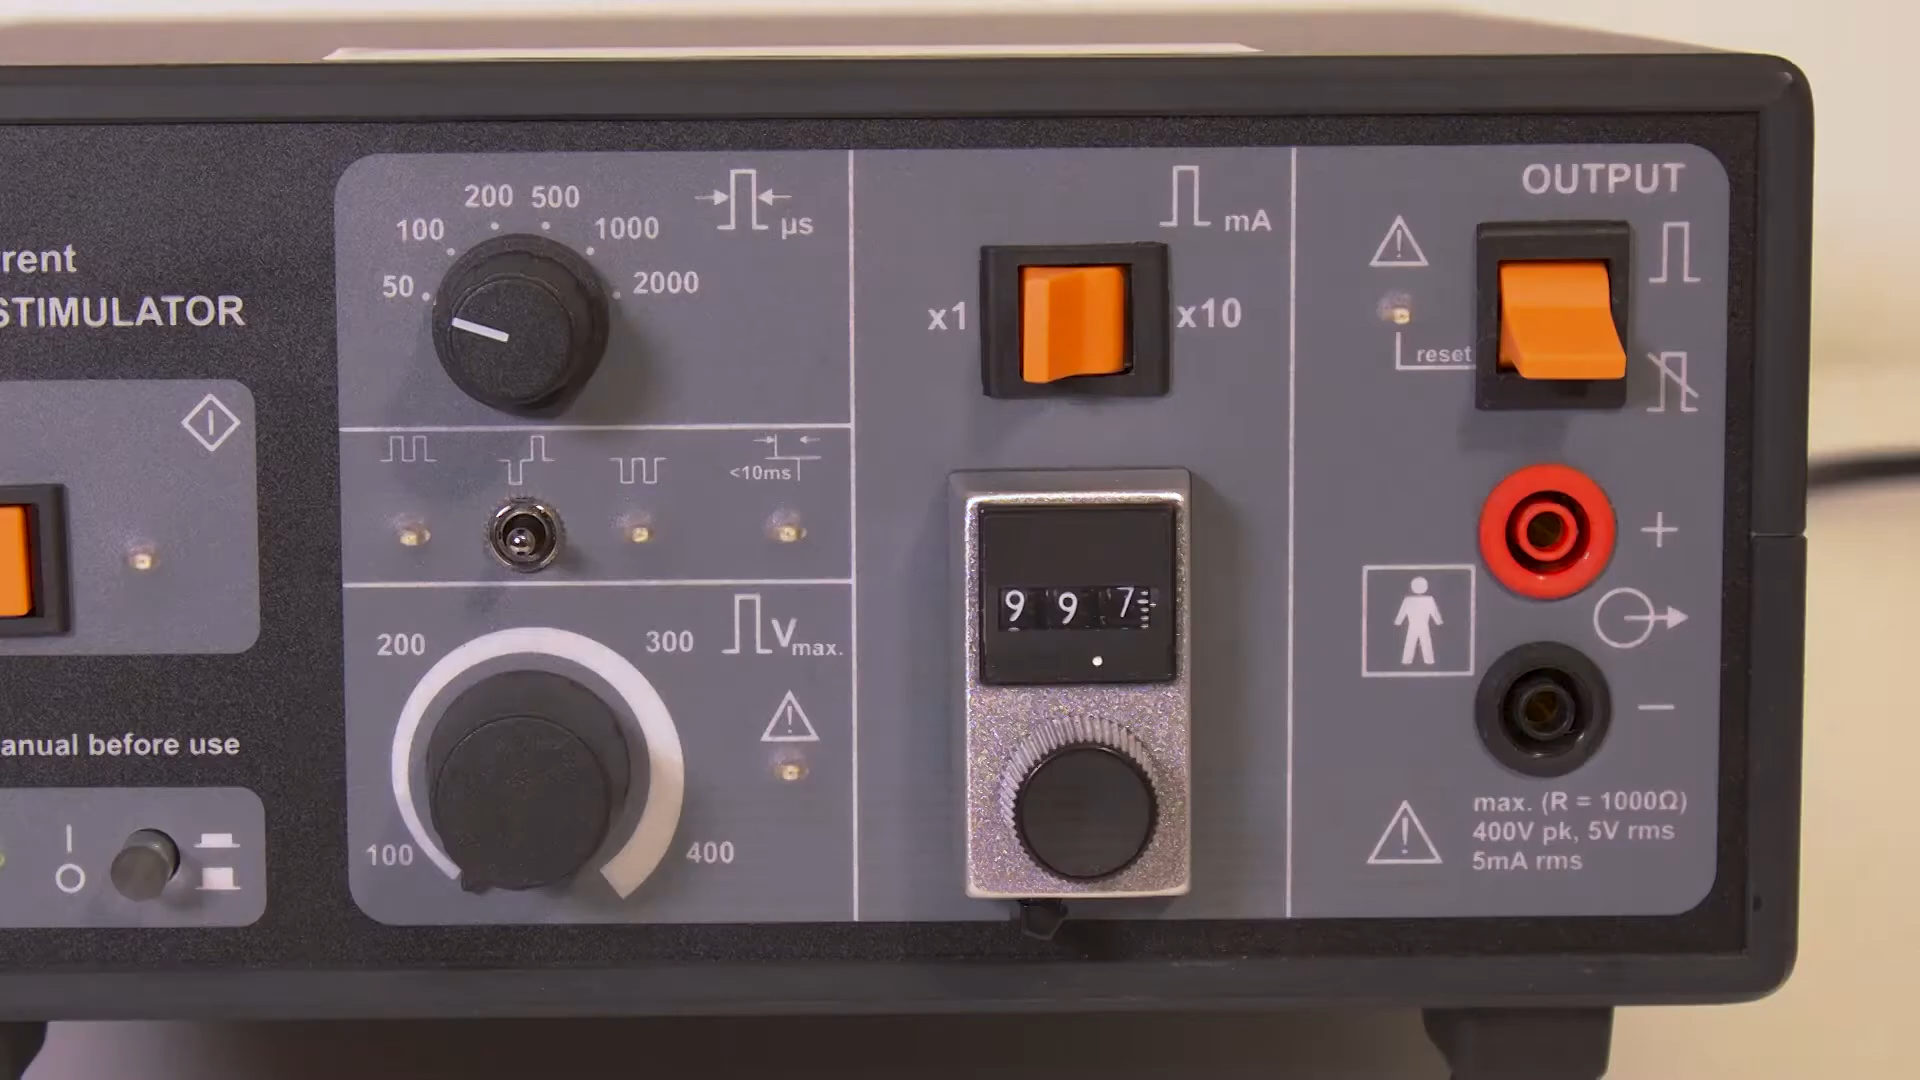 rrent
STIMULATOR
anual before use
I
O
50 100 200 500 1000 2000
µs
<10ms
100 200 300 400
Vmax.
mA
x1 x10
9 9 7
OUTPUT
reset
+
−
max. (R = 1000Ω)
400V pk, 5V rms
5mA rms